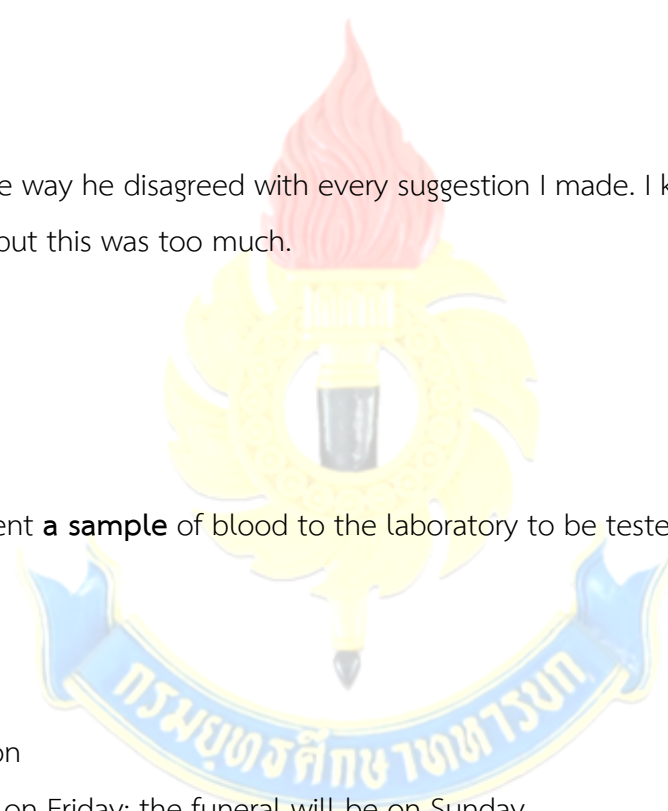 e way he disagreed with every suggestion I made. I k
out this was too much.
ent a sample of blood to the laboratory to be teste
กรมยุทธศึกษาทหารบก
on
on Friday; the funeral will be on Sunday